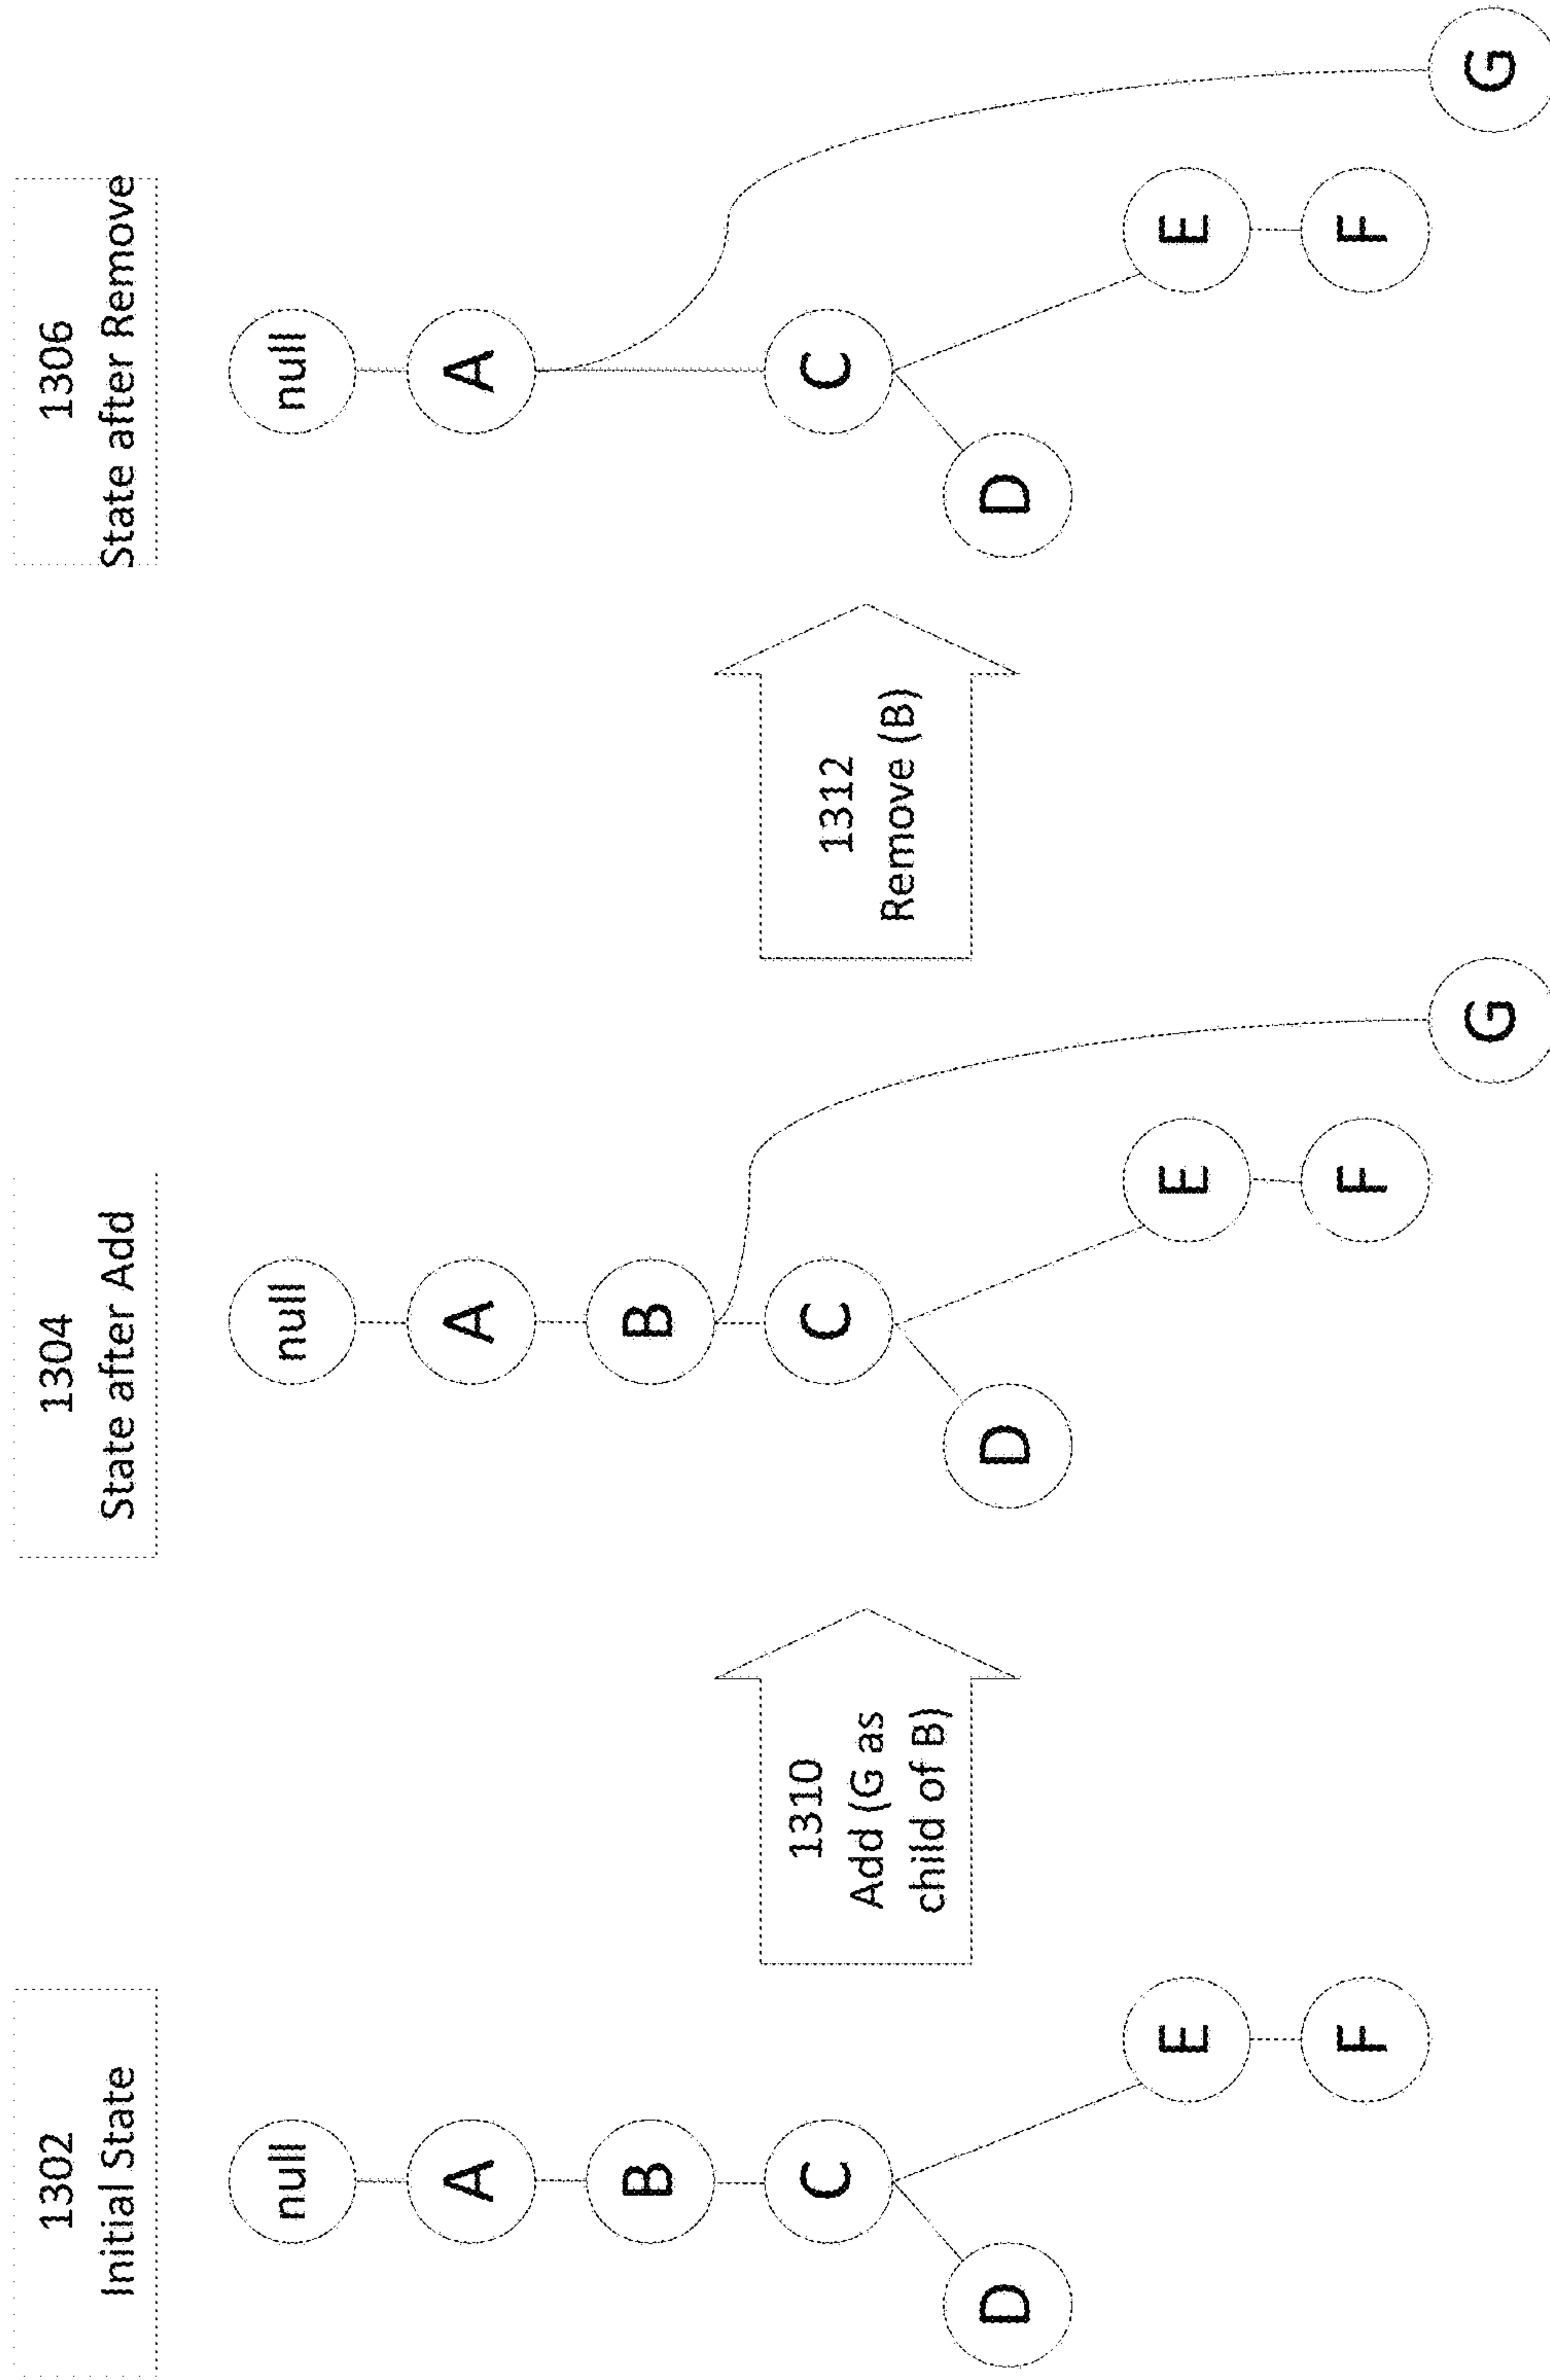 1302
Initial State
null
A
B
C
D
E
F
1310
Add (G as
child of B)
1304
State after Add
null
A
B
C
D
E
F
G
1312
Remove (B)
1306
State after Remove
null
A
C
D
E
F
G